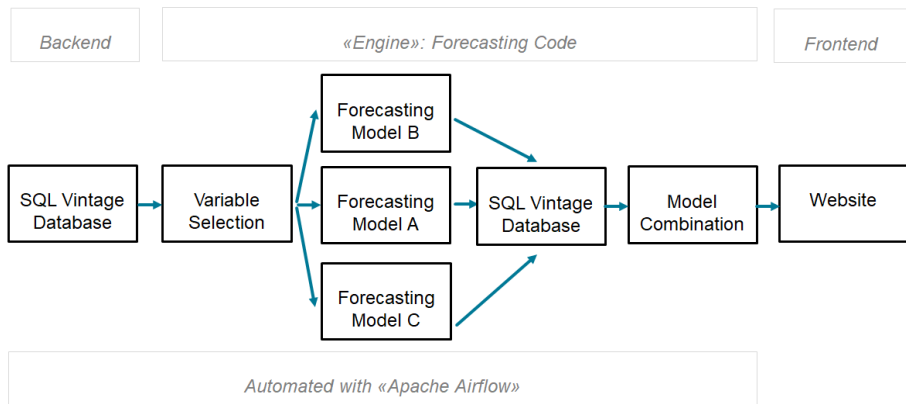 Backend
«Engine»: Forecasting Code
Frontend
Forecasting
Model B
SQL Vintage
Database
Variable
Selection
Forecasting
Model A
SQL Vintage
Database
Model
Combination
Website
Forecasting
Model C
Automated with «Apache Airflow»